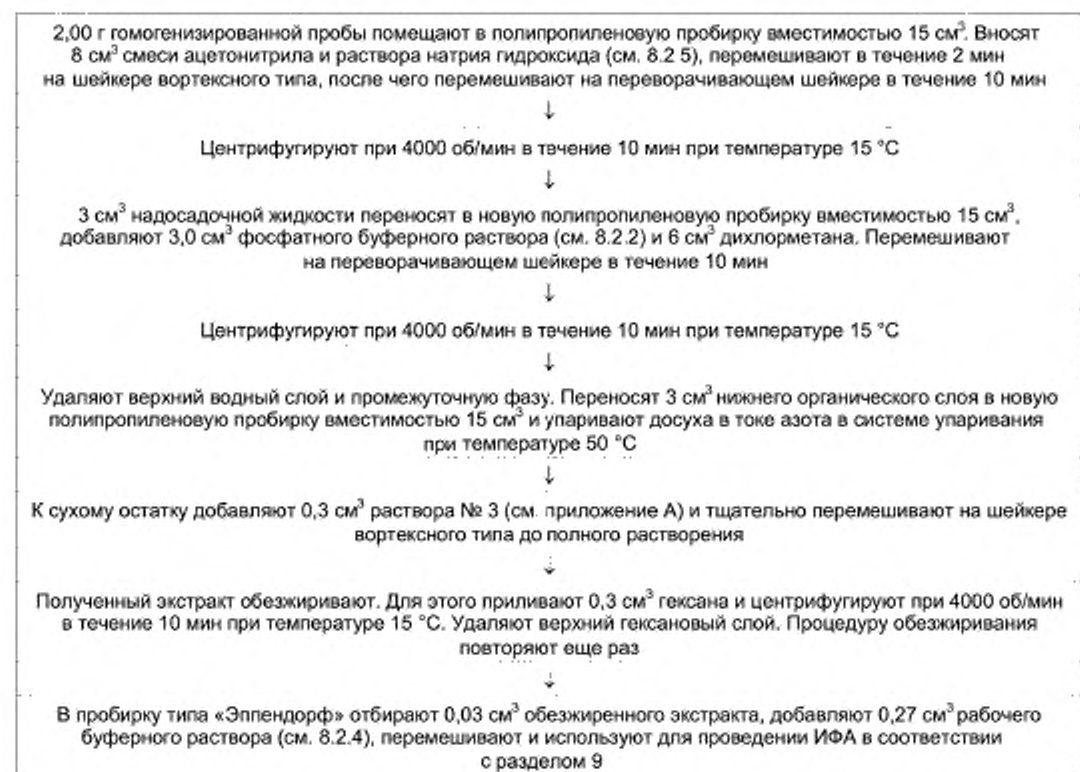 2,00 г гомогенизированной пробы помещают в полипропиленовую пробирку вместимостью 15 см³. Вносят
8 см³ смеси ацетонитрила и раствора натрия гидроксида (см. 8.2 5), перемешивают в течение 2 мин
на шейкере вортексного типа, после чего перемешивают на переворачивающем шейкере в течение 10 мин
↓
Центрифугируют при 4000 об/мин в течение 10 мин при температуре 15 °С
↓
3 см³ надосадочной жидкости переносят в новую полипропиленовую пробирку вместимостью 15 см³,
добавляют 3,0 см³ фосфатного буферного раствора (см. 8.2.2) и 6 см³ дихлорметана. Перемешивают
на переворачивающем шейкере в течение 10 мин
↓
Центрифугируют при 4000 об/мин в течение 10 мин при температуре 15 °С
↓
Удаляют верхний водный слой и промежуточную фазу. Переносят 3 см³ нижнего органического слоя в новую
полипропиленовую пробирку вместимостью 15 см³ и упаривают досуха в токе азота в системе упаривания
при температуре 50 °С
↓
К сухому остатку добавляют 0,3 см³ раствора № 3 (см. приложение А) и тщательно перемешивают на шейкере
вортексного типа до полного растворения
↓
Полученный экстракт обезжиривают. Для этого приливают 0,3 см³ гексана и центрифугируют при 4000 об/мин
в течение 10 мин при температуре 15 °С. Удаляют верхний гексановый слой. Процедуру обезжиривания
повторяют еще раз
↓
В пробирку типа «Эппендорф» отбирают 0,03 см³ обезжиренного экстракта, добавляют 0,27 см³ рабочего
буферного раствора (см. 8.2.4), перемешивают и используют для проведении ИФА в соответствии
с разделом 9